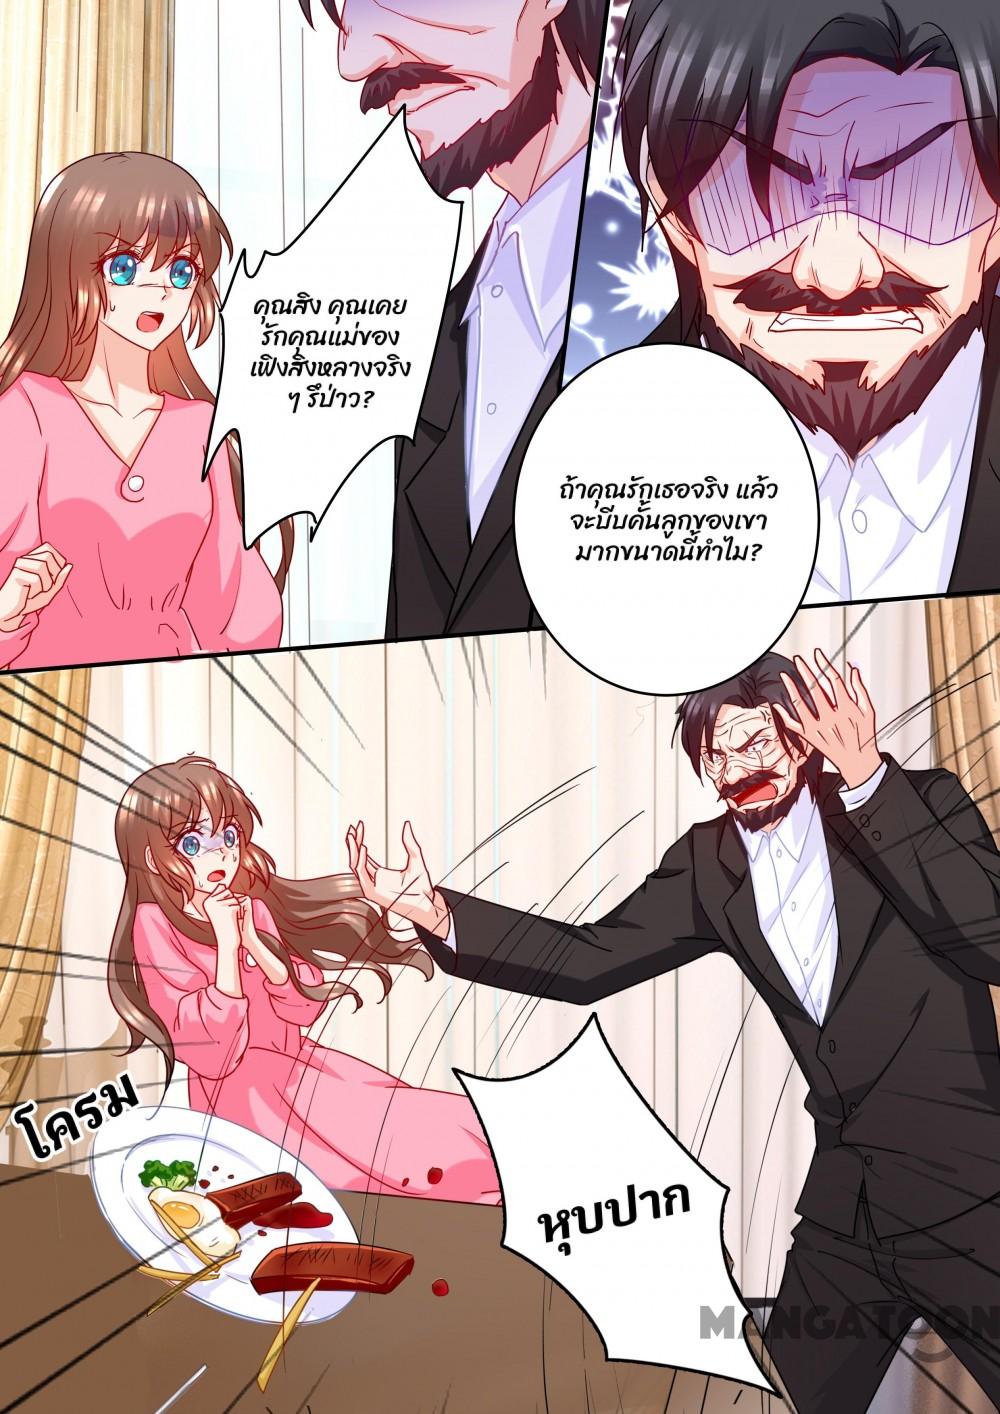 คุณสิง คุณเคย
รักคุณแม่ของ
เฟิงสิงหลางจริง
ๆ รึป่าว?
ถ้าคุณรักเธอจริง แล้ว
จะบีบคั้นลูกของเขา
มากขนาดนี้ทำไม?
โครม
หุบปาก
MANGATOON